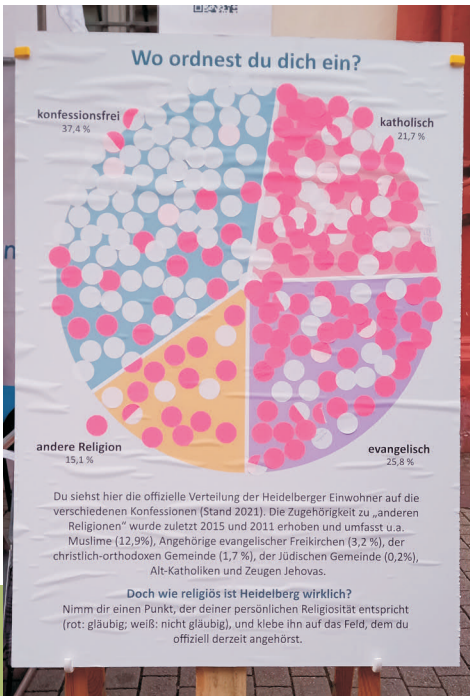 Wo ordnest du dich ein?
konfessionsfrei
37,4 %
katholisch
21,7 %
andere Religion
15,1 %
evangelisch
25,8 %
Du siehst hier die offizielle Verteilung der Heidelberger Einwohner auf die
verschiedenen Konfessionen (Stand 2021). Die Zugehörigkeit zu „anderen
Religionen“ wurde zuletzt 2015 und 2011 erhoben und umfasst u.a.
Muslime (12,9%), Angehörige evangelischer Freikirchen (3,2 %), der
christlich-orthodoxen Gemeinde (1,7 %), der Jüdischen Gemeinde (0,2%),
Alt-Katholiken und Zeugen Jehovas.
Doch wie religiös ist Heidelberg wirklich?
Nimm dir einen Punkt, der deiner persönlichen Religiosität entspricht
(rot: gläubig; weiß: nicht gläubig), und klebe ihn auf das Feld, dem du
offiziell derzeit angehörst.